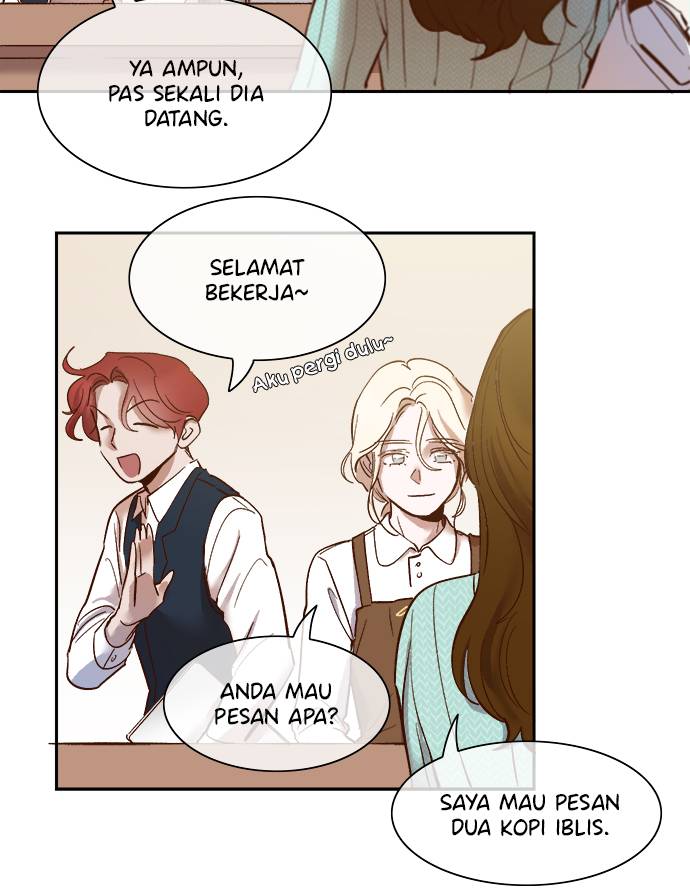 YA AMPUN,
PAS SEKALI DIA
DATANG.
SELAMAT
BEKERJA~
Aku pergi dulu~
ANDA MAU
PESAN APA?
SAYA MAU PESAN
DUA KOPI IBLIS.